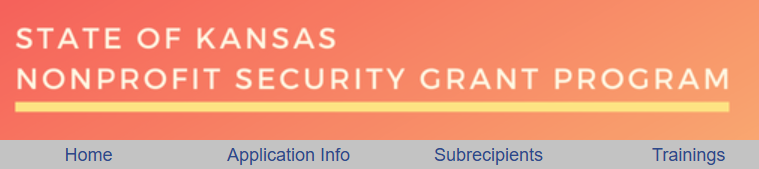 STATE OF KANSAS
NONPROFIT SECURITY GRANT PROGRAM
Home Application Info Subrecipients Trainings